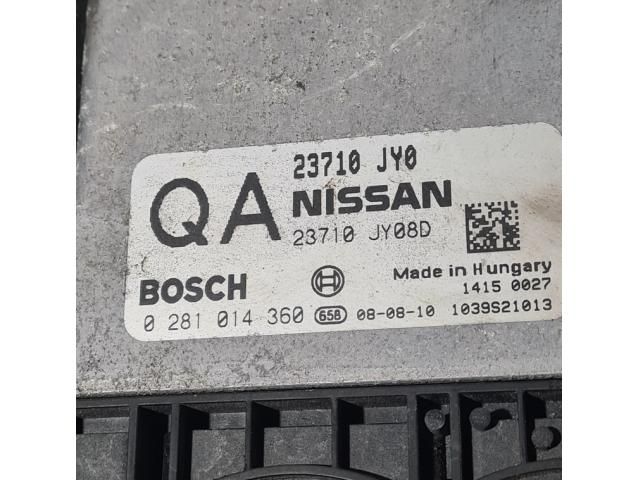 23710 JY0
QA NISSAN
23710 JY08D
BOSCH
Made in Hungary
1415 0027
0 281 014 360 658 08-08-10 1039S21013